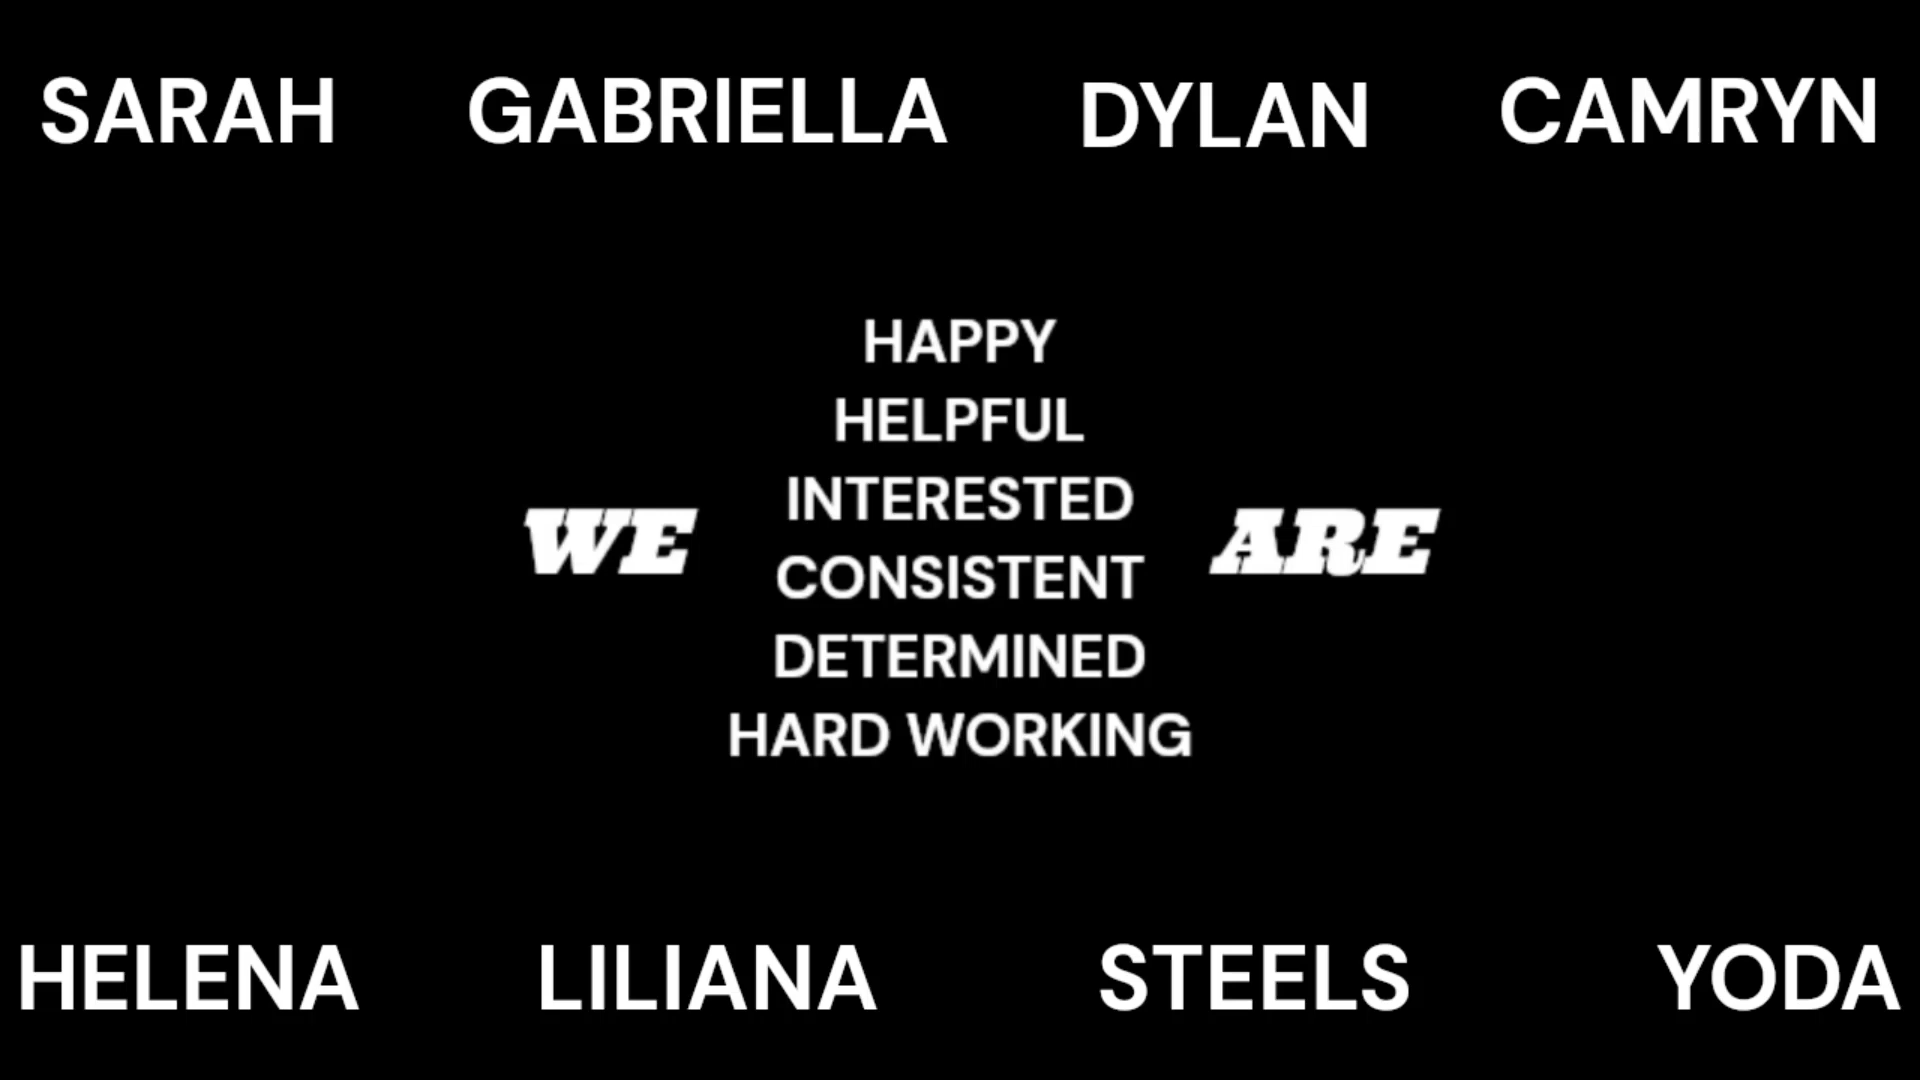 SARAH GABRIELLA DYLAN CAMRYN
HAPPY
HELPFUL
INTERESTED
WE ARE
CONSISTENT
DETERMINED
HARD WORKING
HELENA LILIANA STEELS YODA